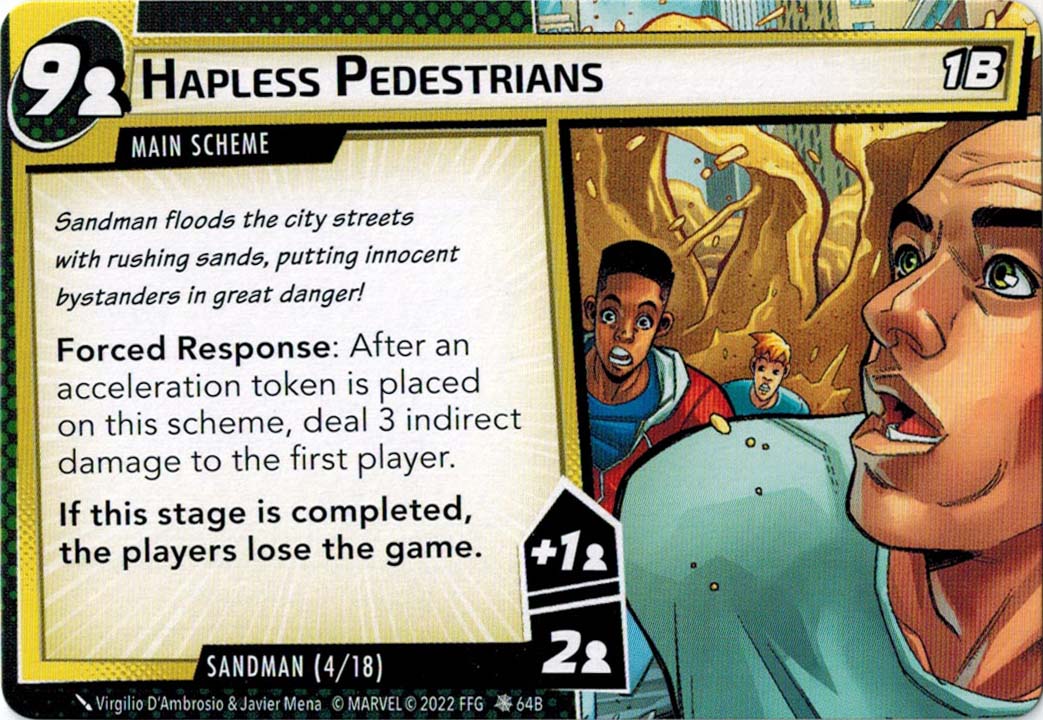 9
HAPLESS PEDESTRIANS
1B
MAIN SCHEME
Sandman floods the city streets
with rushing sands, putting innocent
bystanders in great danger!
Forced Response: After an
acceleration token is placed
on this scheme, deal 3 indirect
damage to the first player.
If this stage is completed,
the players lose the game.
+1
2
SANDMAN (4/18)
Virgilio D'Ambrosio & Javier Mena © MARVEL © 2022 FFG 64B